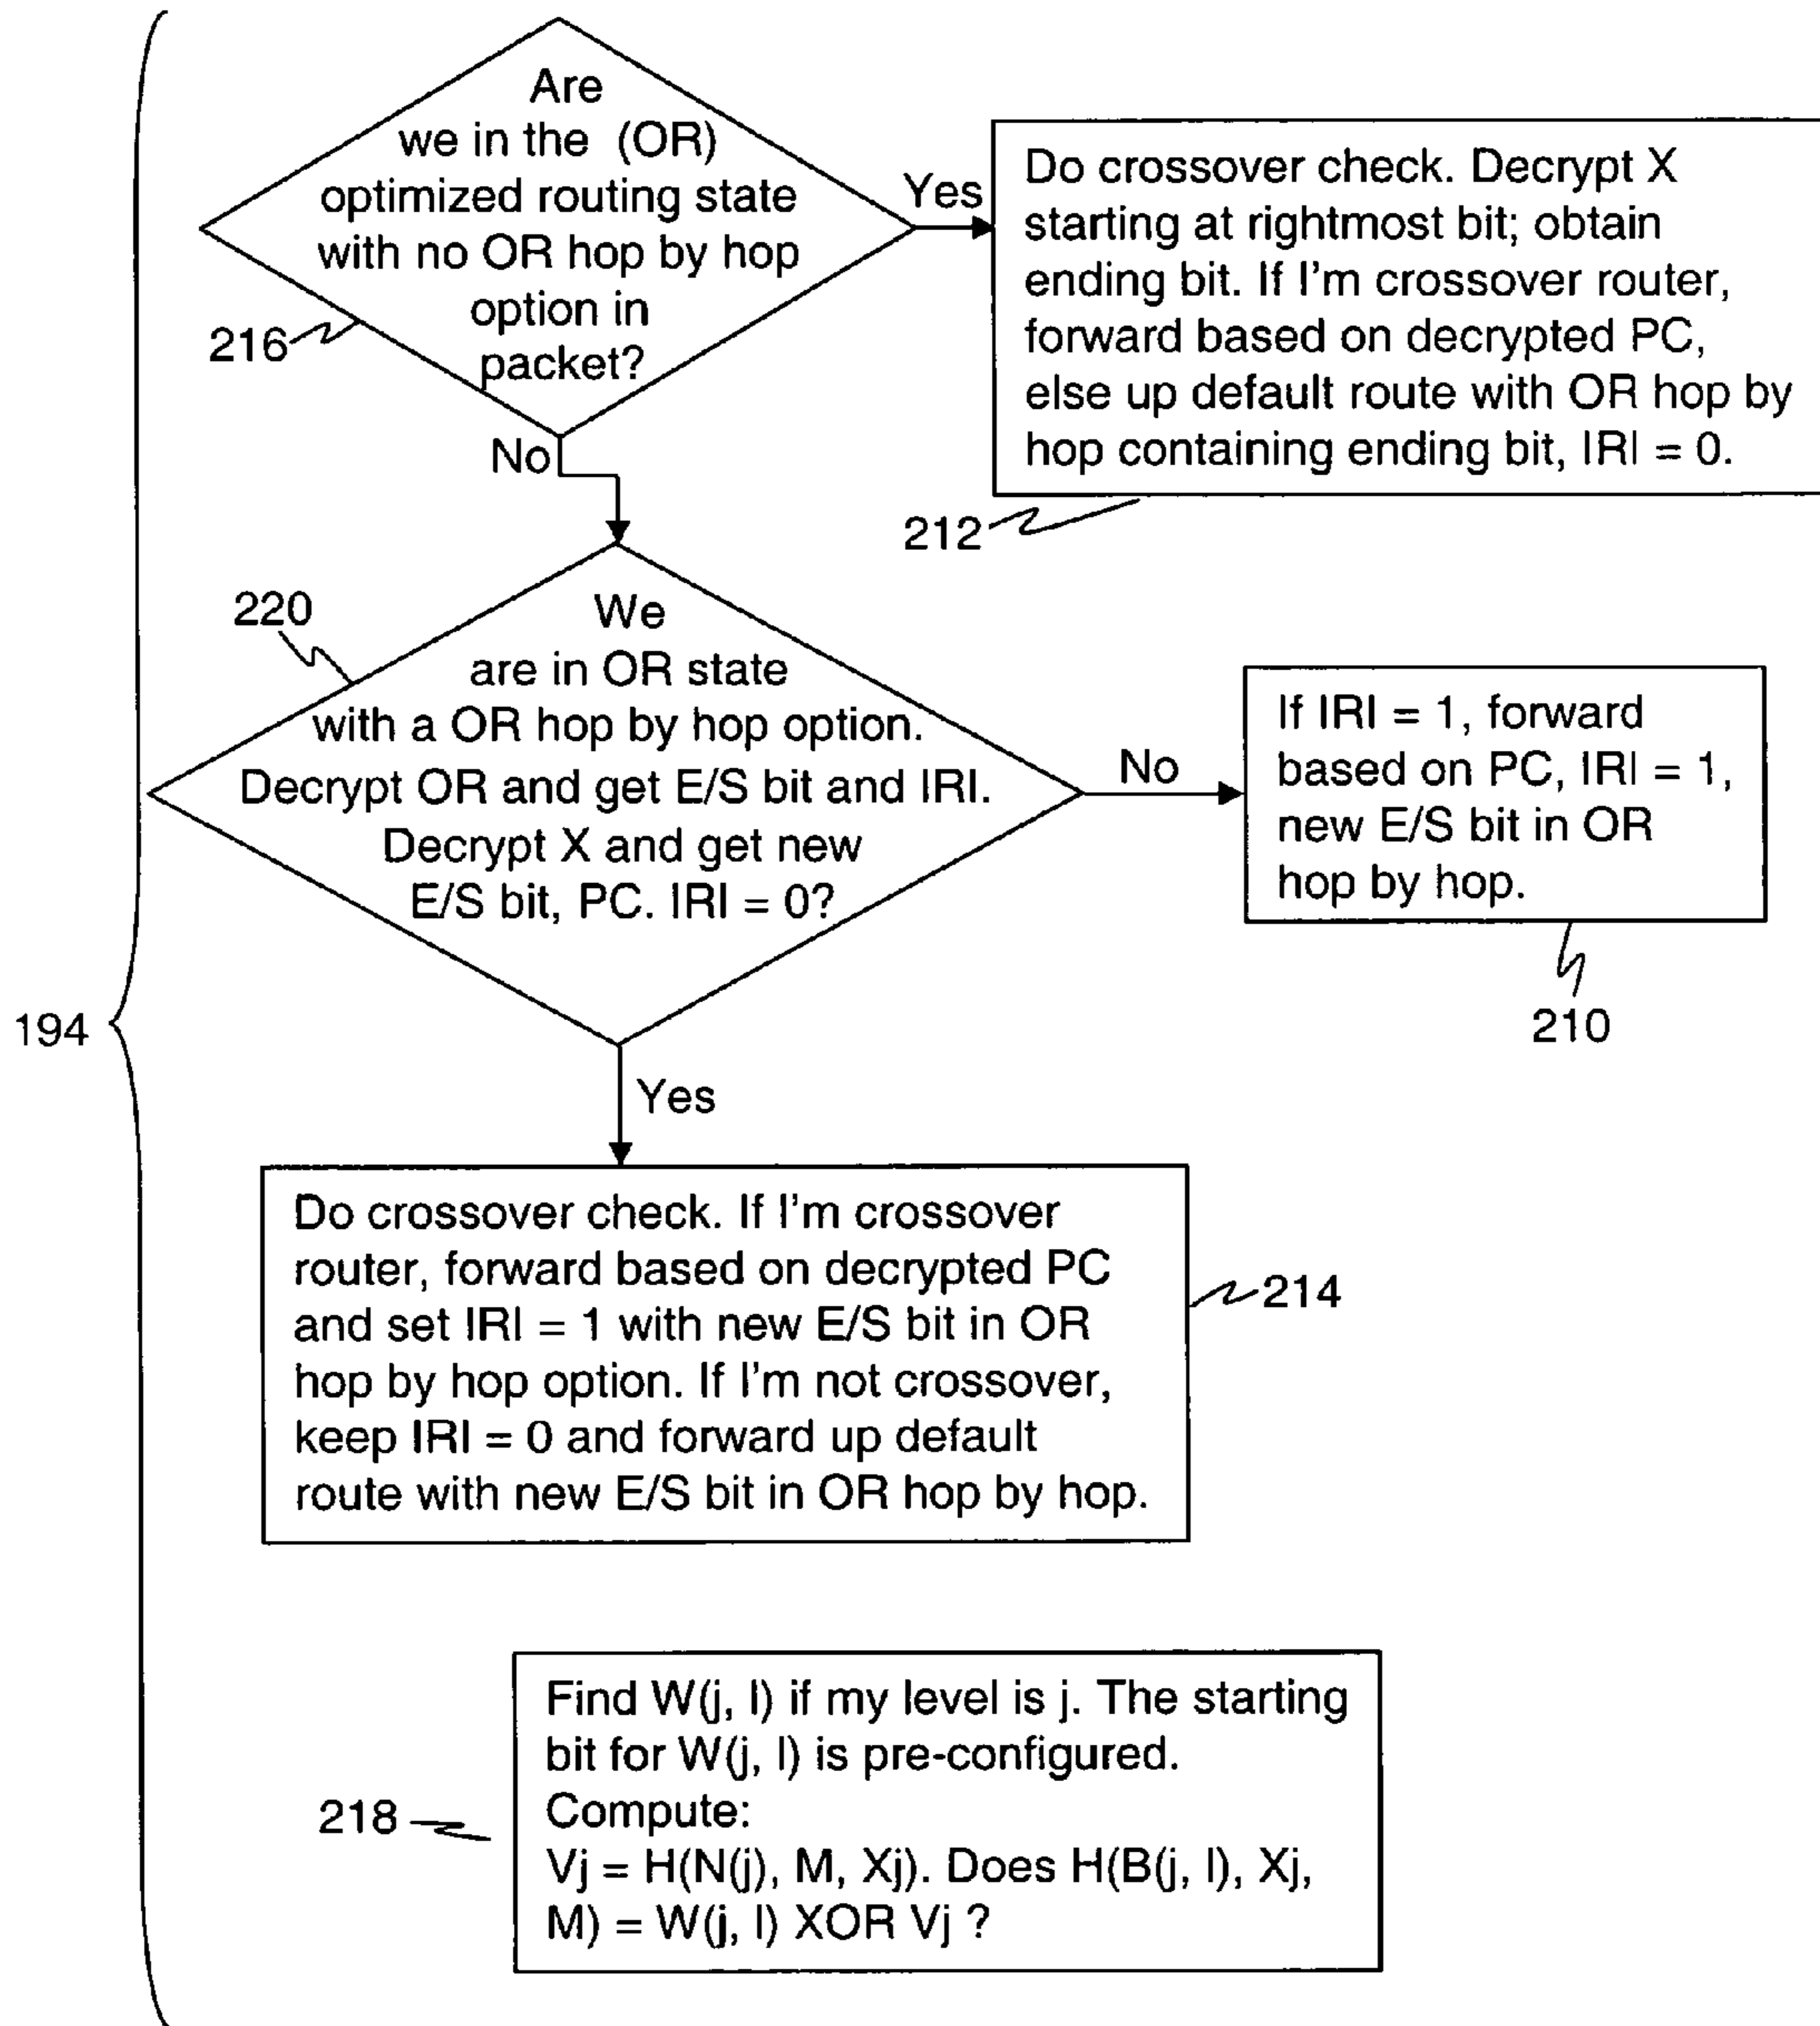 Are
we in the (OR)
optimized routing state
with no OR hop by hop
option in
packet?
216
Yes
Do crossover check. Decrypt X
starting at rightmost bit; obtain
ending bit. If I'm crossover router,
forward based on decrypted PC,
else up default route with OR hop by
hop containing ending bit, IRI = 0.
212
No
220
We
are in OR state
with a OR hop by hop option.
Decrypt OR and get E/S bit and IRI.
Decrypt X and get new
E/S bit, PC. IRI = 0?
No
If IRI = 1, forward
based on PC, IRI = 1,
new E/S bit in OR
hop by hop.
210
194
Yes
Do crossover check. If I'm crossover
router, forward based on decrypted PC
and set IRI = 1 with new E/S bit in OR
hop by hop option. If I'm not crossover,
keep IRI = 0 and forward up default
route with new E/S bit in OR hop by hop.
214
Find W(j, l) if my level is j. The starting
bit for W(j, l) is pre-configured.
Compute:
Vj = H(N(j), M, Xj). Does H(B(j, l), Xj,
M) = W(j, l) XOR Vj ?
218